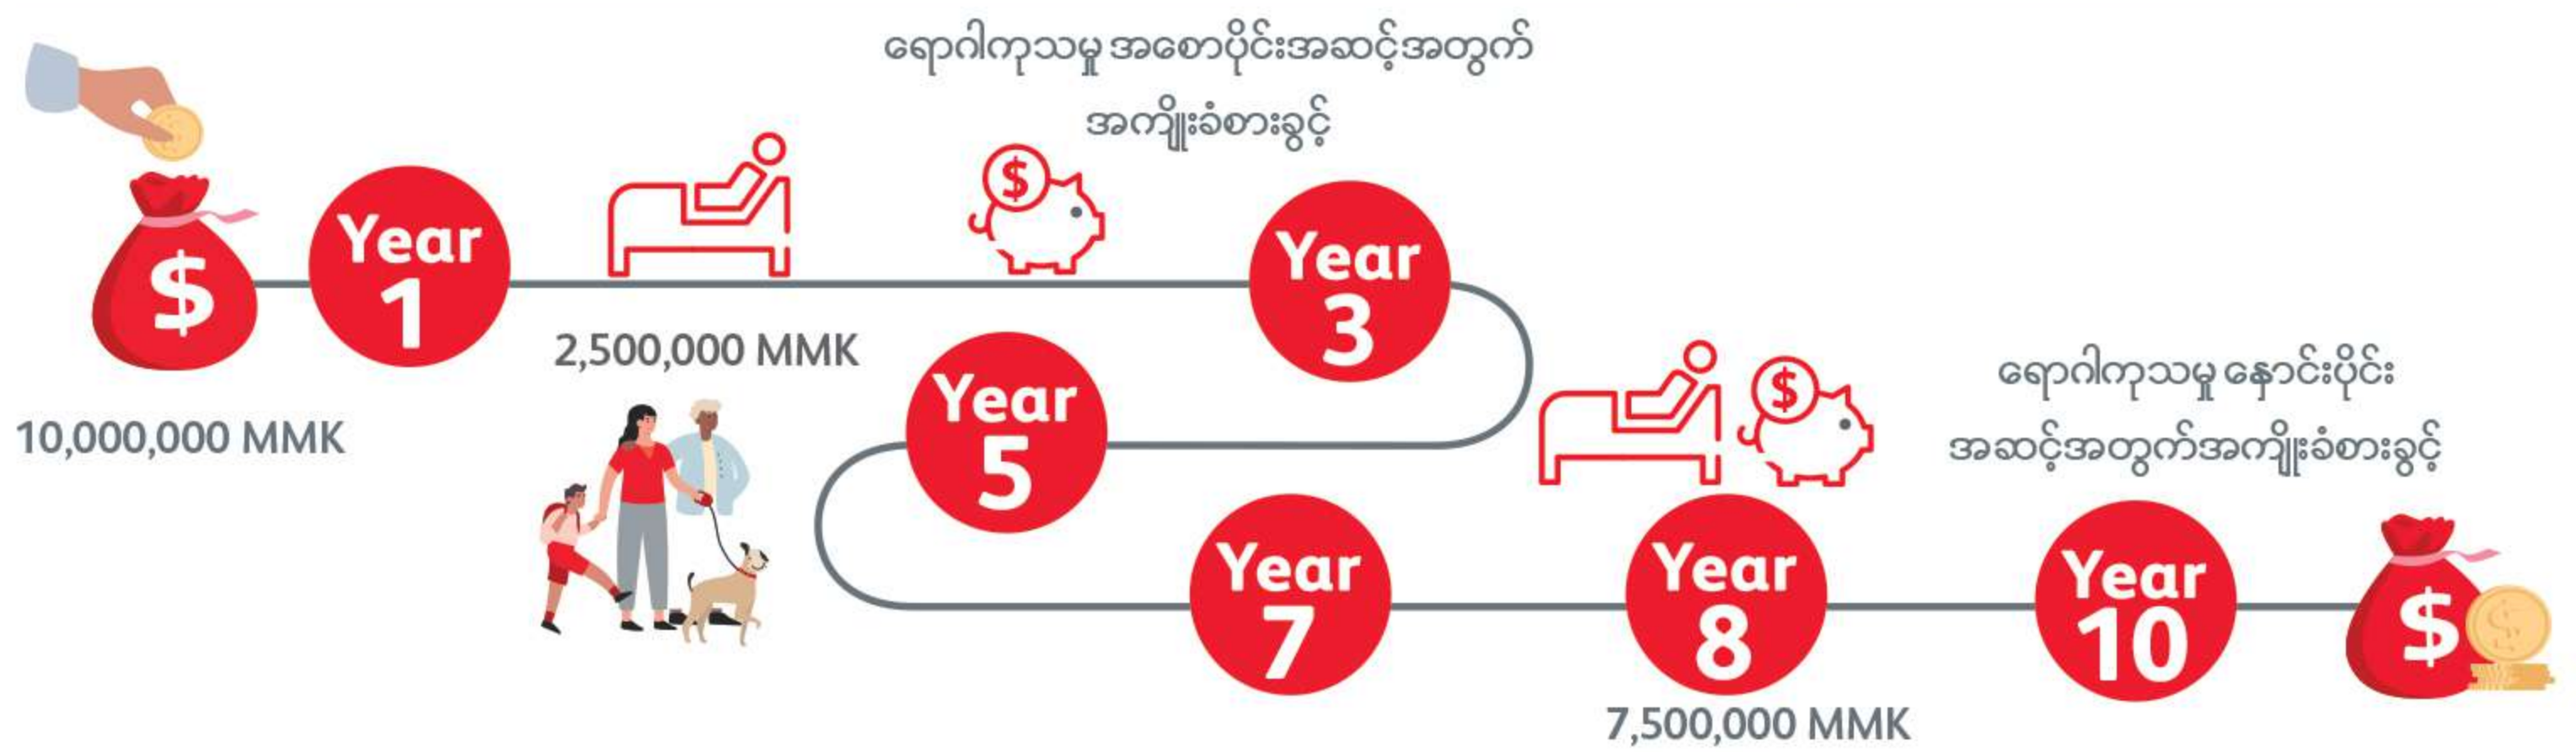 ရောဂါကုသမှု အစောပိုင်းအဆင့်အတွက်
အကျိုးခံစားခွင့်
$
Year
1
$
Year
3
2,500,000 MMK
10,000,000 MMK
Year
5
$
ရောဂါကုသမှု နှောင်းပိုင်း
အဆင့်အတွက်အကျိုးခံစားခွင့်
Year
7
Year
8
Year
10
$
7,500,000 MMK